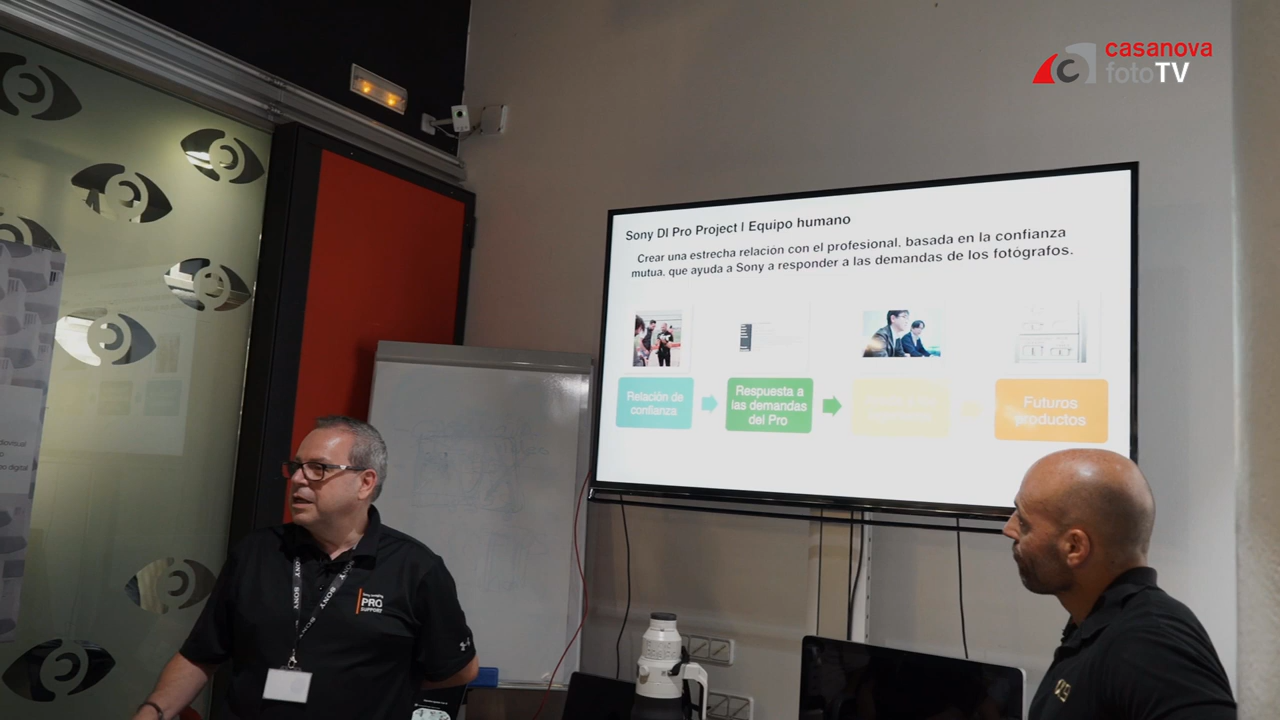 casanova
fotoTV
Sony DI Pro Project | Equipo humano
Crear una estrecha relación con el profesional, basada en la confianza
mutua, que ayuda a Sony a responder a las demandas de los fotógrafos.
Relación de
confianza
Respuesta a
las demandas
del Pro
Futuros
productos
digital
SONY
SONY
PRO
SUPPORT